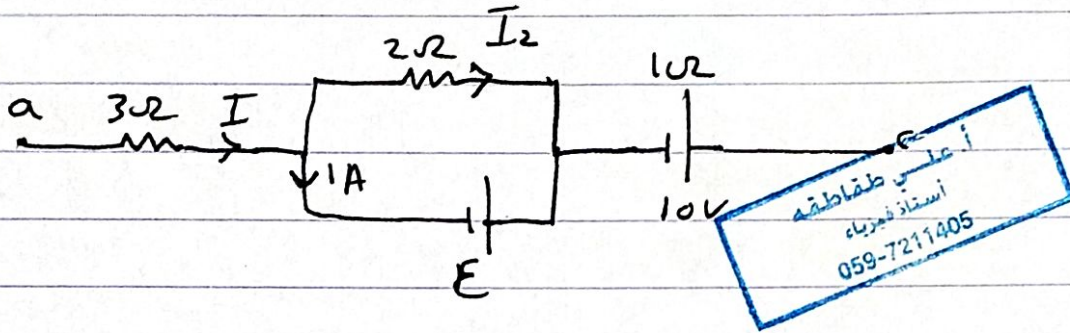 2Ω I₂
a 3Ω I
1Ω
1A
10V
E
أ. علي طقاطقه
أستاذ فيزياء
059-7211405